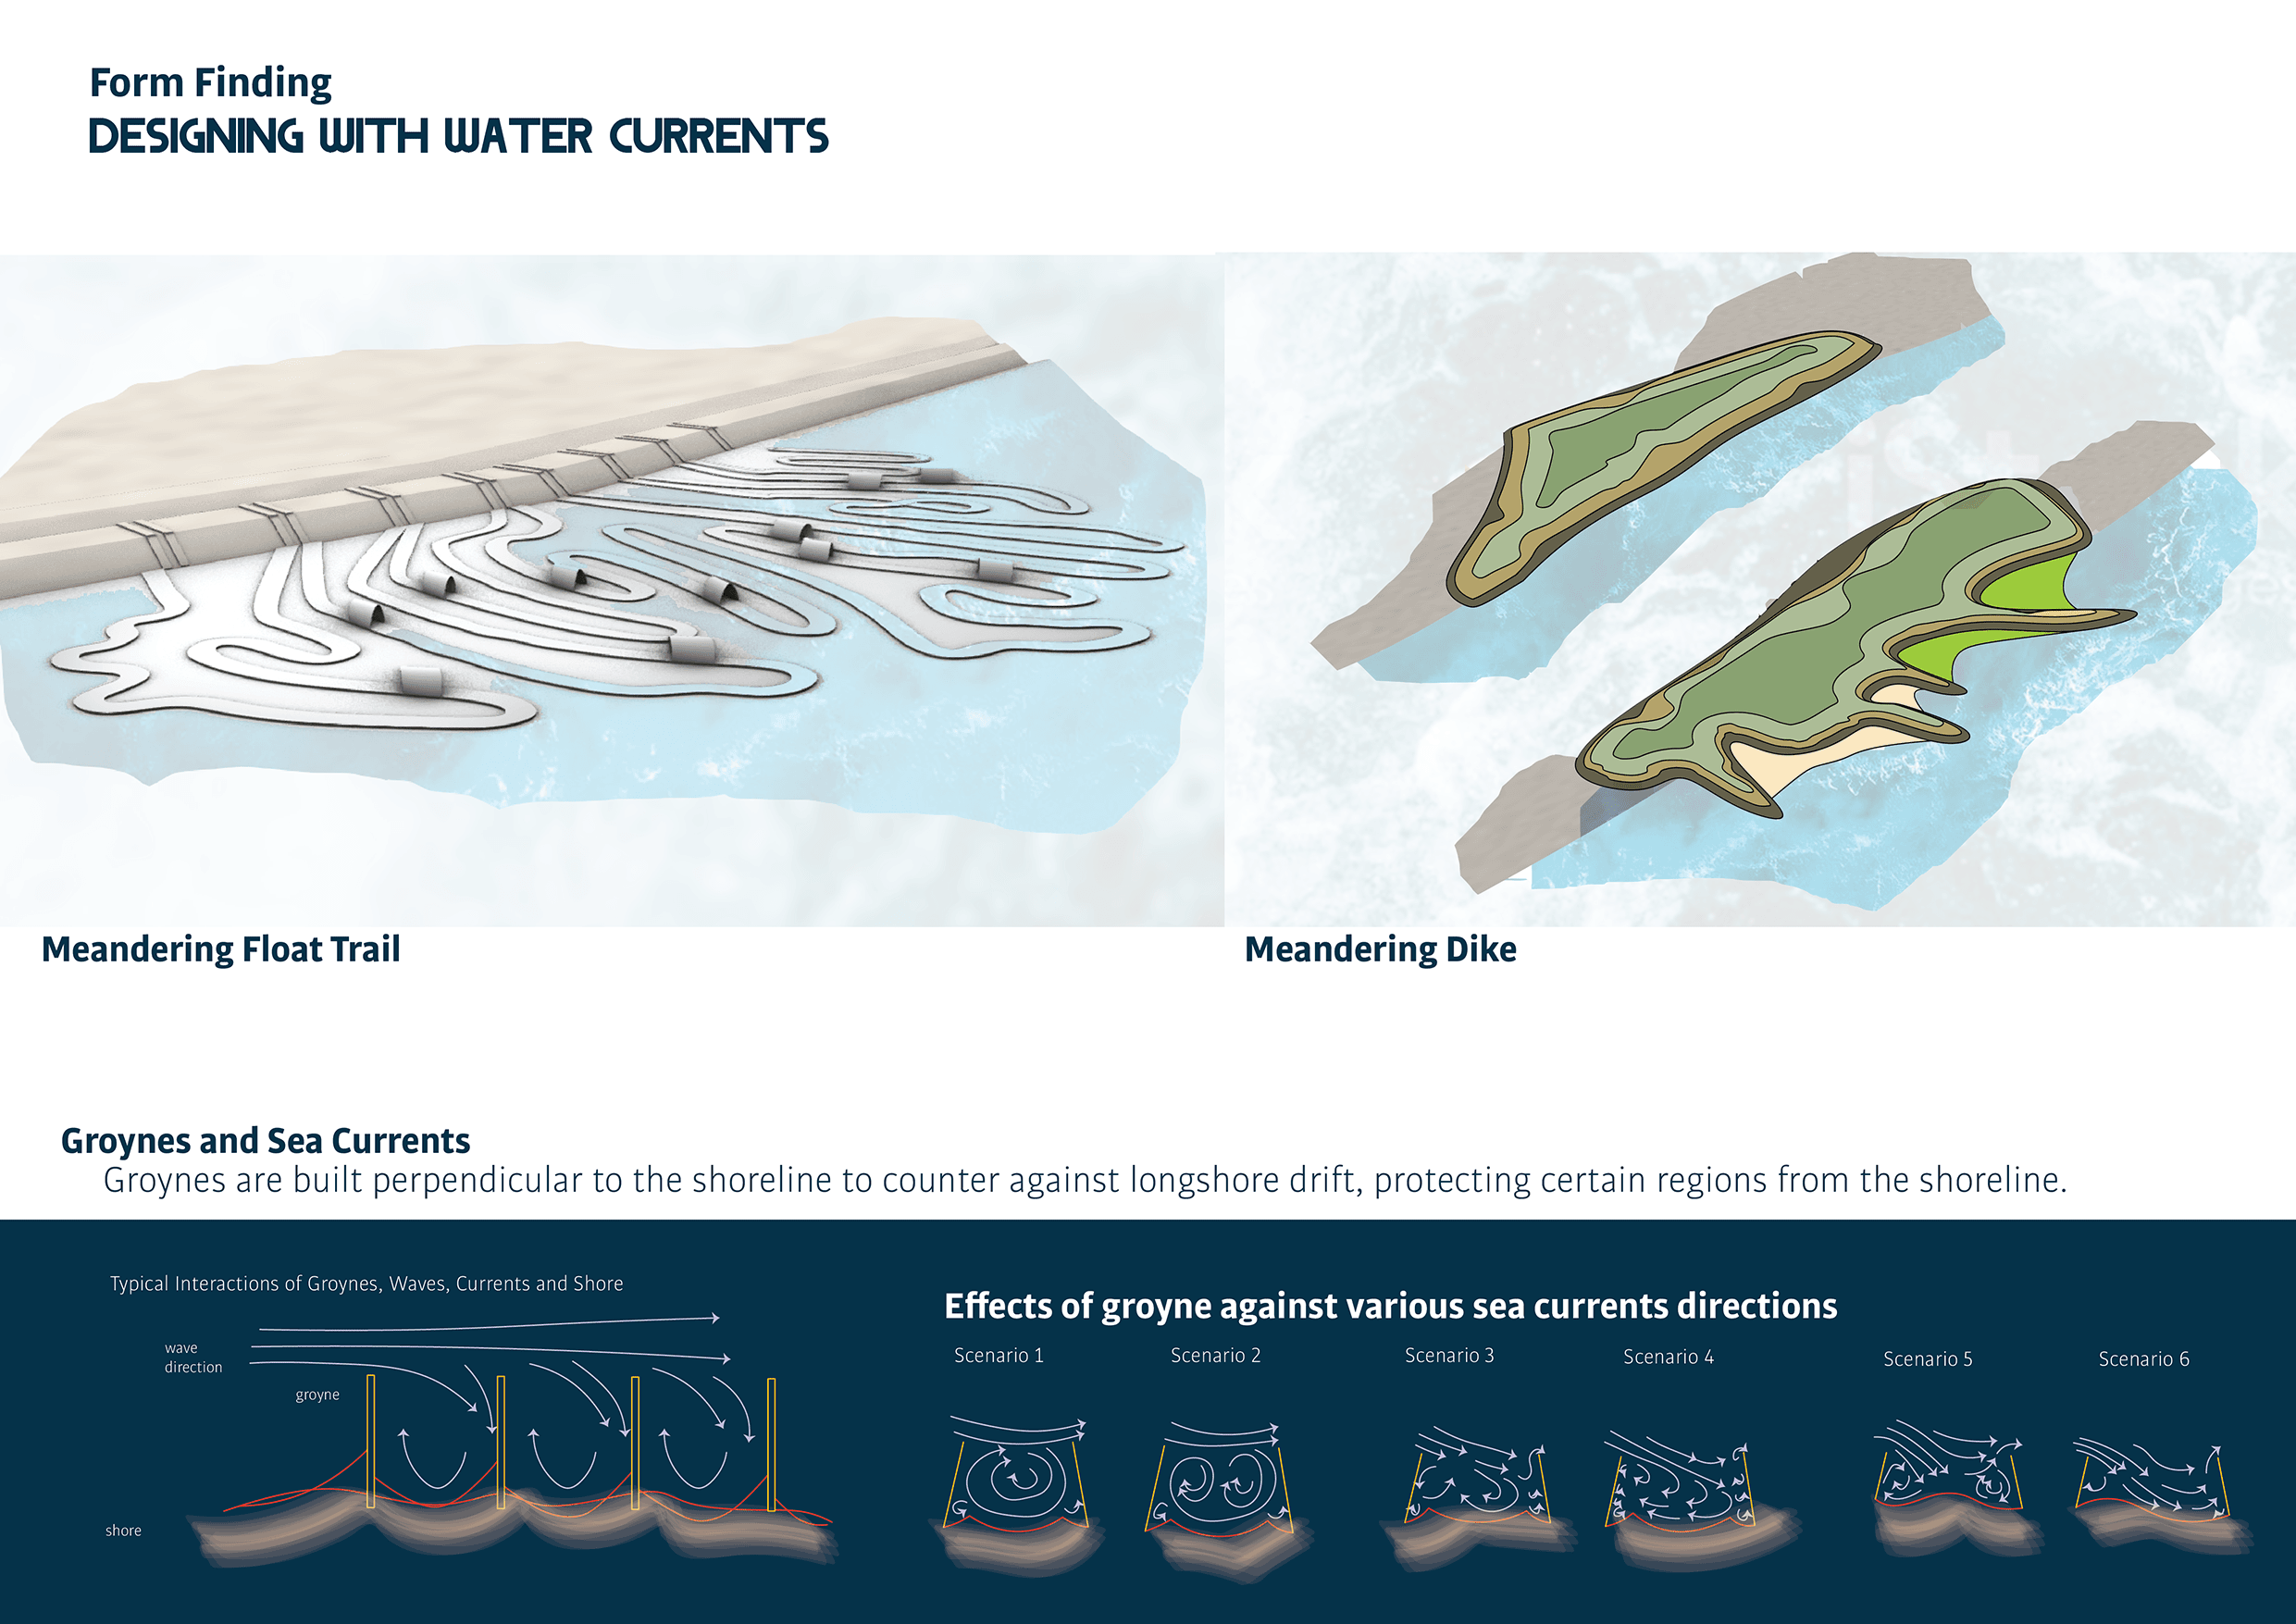 Form Finding
DESIGNING WITH WATER CURRENTS
Meandering Float Trail
Meandering Dike
Groynes and Sea Currents
Groynes are built perpendicular to the shoreline to counter against longshore drift, protecting certain regions from the shoreline.
Typical Interactions of Groynes, Waves, Currents and Shore
wave
direction
groyne
shore
Effects of groyne against various sea currents directions
Scenario 1
Scenario 2
Scenario 3
Scenario 4
Scenario 5
Scenario 6